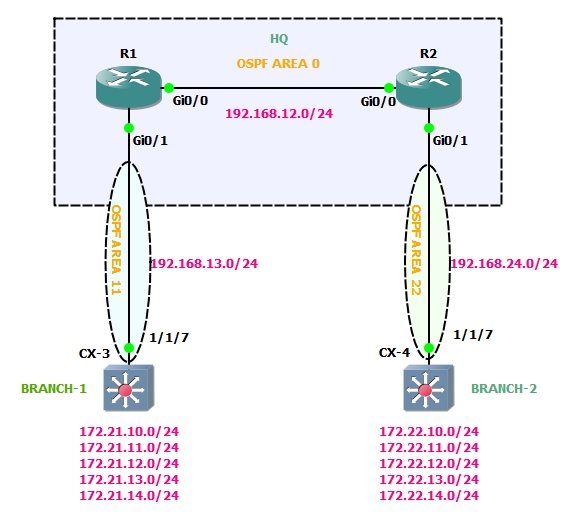 HQ
R1
R2
OSPF AREA 0
Gi0/0
Gi0/0
192.168.12.0/24
Gi0/1
Gi0/1
OSPF AREA 11
OSPF AREA 22
192.168.13.0/24
192.168.24.0/24
1/1/7
1/1/7
CX-3
CX-4
BRANCH-1
BRANCH-2
172.21.10.0/24
172.21.11.0/24
172.21.12.0/24
172.21.13.0/24
172.21.14.0/24
172.22.10.0/24
172.22.11.0/24
172.22.12.0/24
172.22.13.0/24
172.22.14.0/24